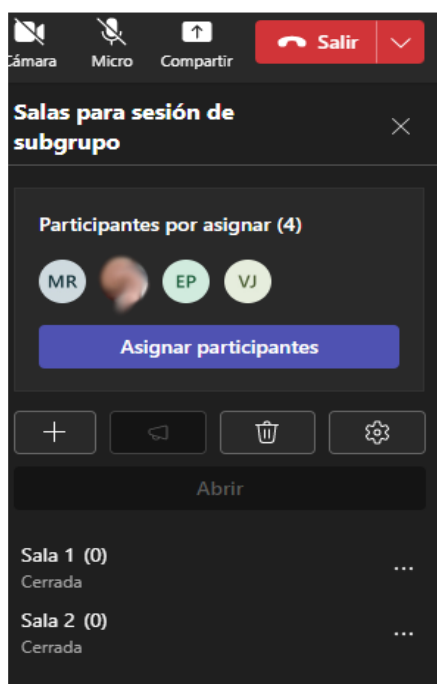 Cámara Micro Compartir Salir
Salas para sesión de
subgrupo
Participantes por asignar (4)
MR EP VJ
Asignar participantes
Abrir
Sala 1 (0)
Cerrada
Sala 2 (0)
Cerrada